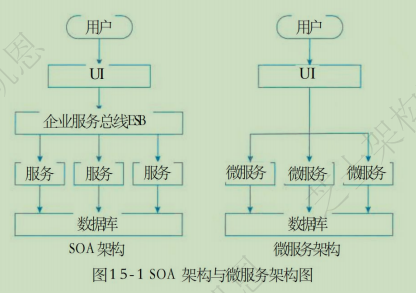 用户
UI
企业服务总线ESB
服务 服务 服务
数据库
SOA 架构
用户
UI
微服务 微服务 微服务
数据库
微服务架构
图15-1 SOA 架构与微服务架构图